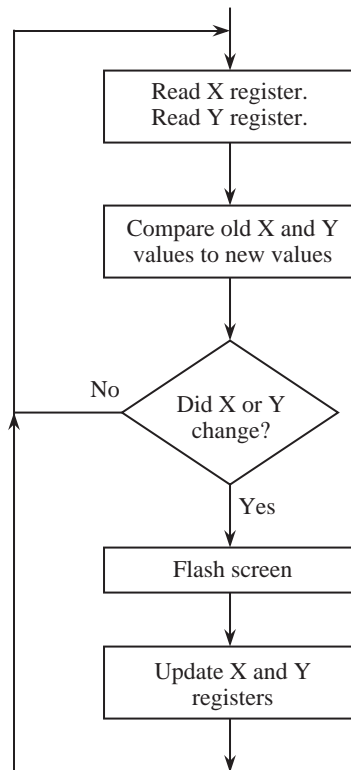 Read X register.
Read Y register.
Compare old X and Y
values to new values
No
Did X or Y
change?
Yes
Flash screen
Update X and Y
registers